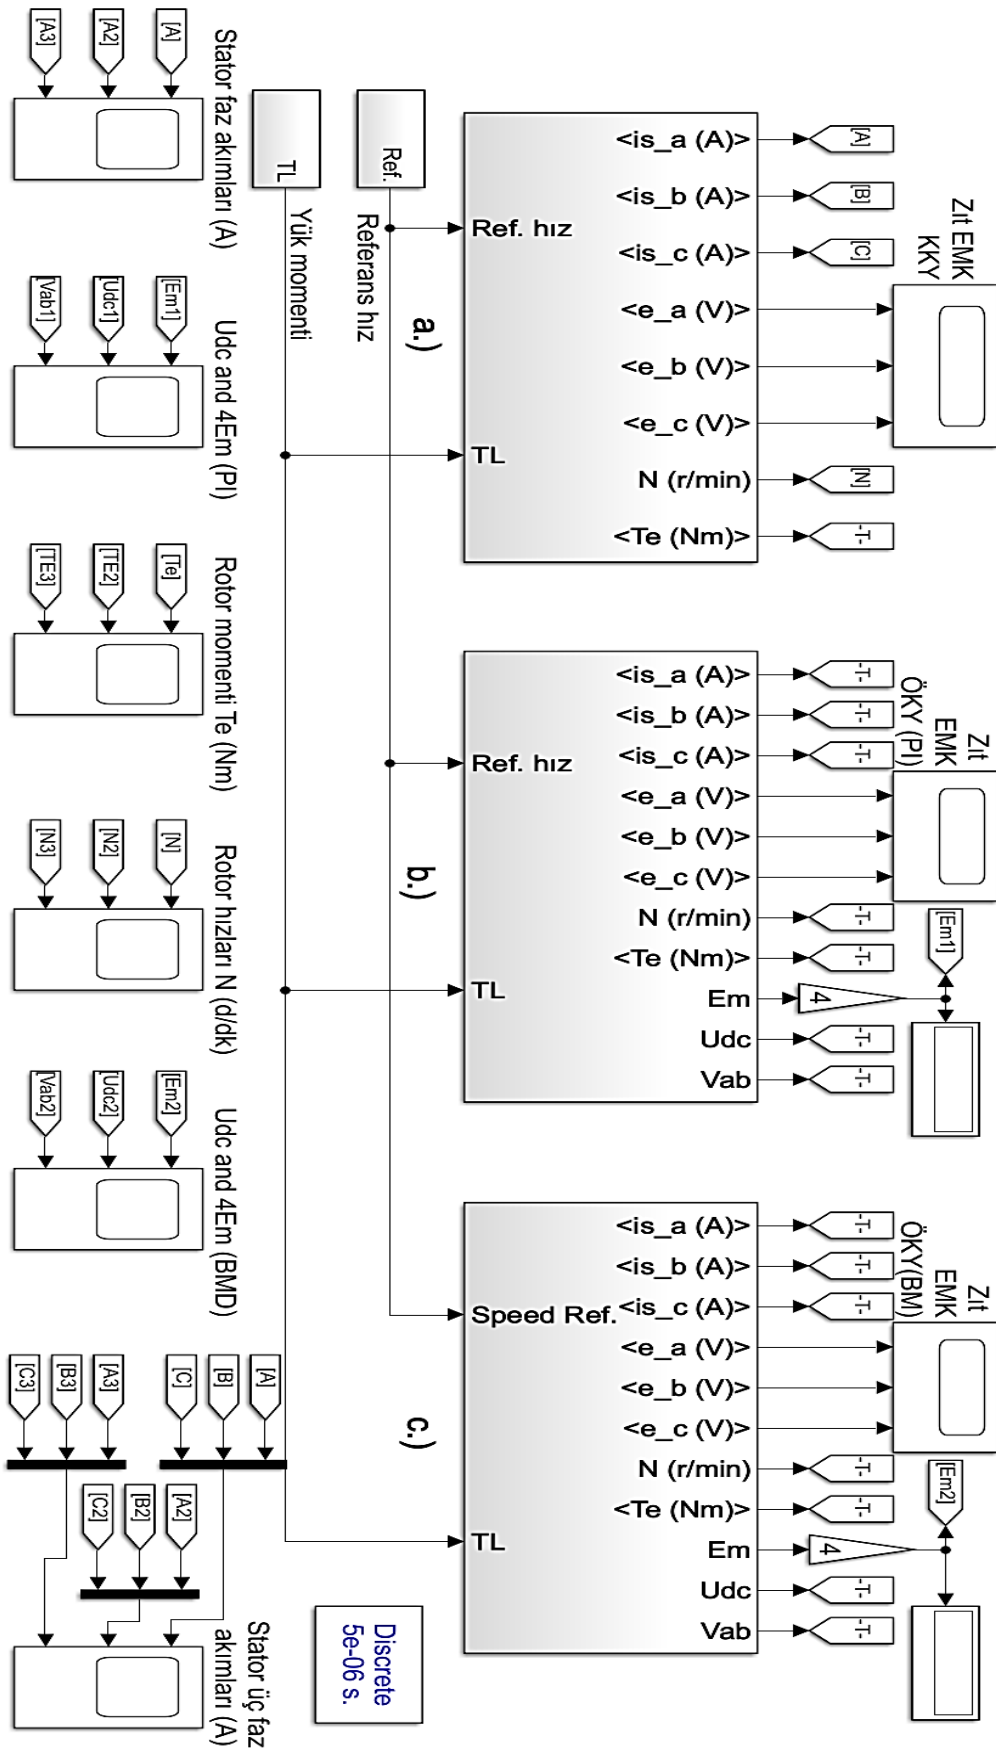 Zıt EMK
KKY
[A]
[B]
[C]
[N]
-T-
<is_a (A)>
<is_b (A)>
<is_c (A)>
<e_a (V)>
<e_b (V)>
<e_c (V)>
N (r/min)
<Te (Nm)>
Ref. hız
TL
a.)
Ref.
Referans hız
TL
Yük momenti
Zıt
EMK
ÖKY (PI)
-T-
-T-
-T-
-T-
-T-
-T-
-T-
[Em1]
4
<is_a (A)>
<is_b (A)>
<is_c (A)>
<e_a (V)>
<e_b (V)>
<e_c (V)>
N (r/min)
<Te (Nm)>
Em
Udc
Vab
Ref. hız
TL
b.)
Zıt
EMK
ÖKY(BM)
-T-
-T-
-T-
-T-
-T-
-T-
-T-
[Em2]
4
<is_a (A)>
<is_b (A)>
<is_c (A)>
<e_a (V)>
<e_b (V)>
<e_c (V)>
N (r/min)
<Te (Nm)>
Em
Udc
Vab
Speed Ref.
TL
c.)
Discrete
5e-06 s.
Stator faz akımları (A)
[A]
[A2]
[A3]
Udc and 4Em (PI)
[Em1]
[Udc1]
[Vab1]
Rotor momenti Te (Nm)
[Te]
[TE2]
[TE3]
Rotor hızları N (d/dk)
[N]
[N2]
[N3]
Udc and 4Em (BMD)
[Em2]
[Udc2]
[Vab2]
[A]
[B]
[C]
[A3]
[B3]
[C3]
[A2]
[B2]
[C2]
Stator üç faz
akımları (A)